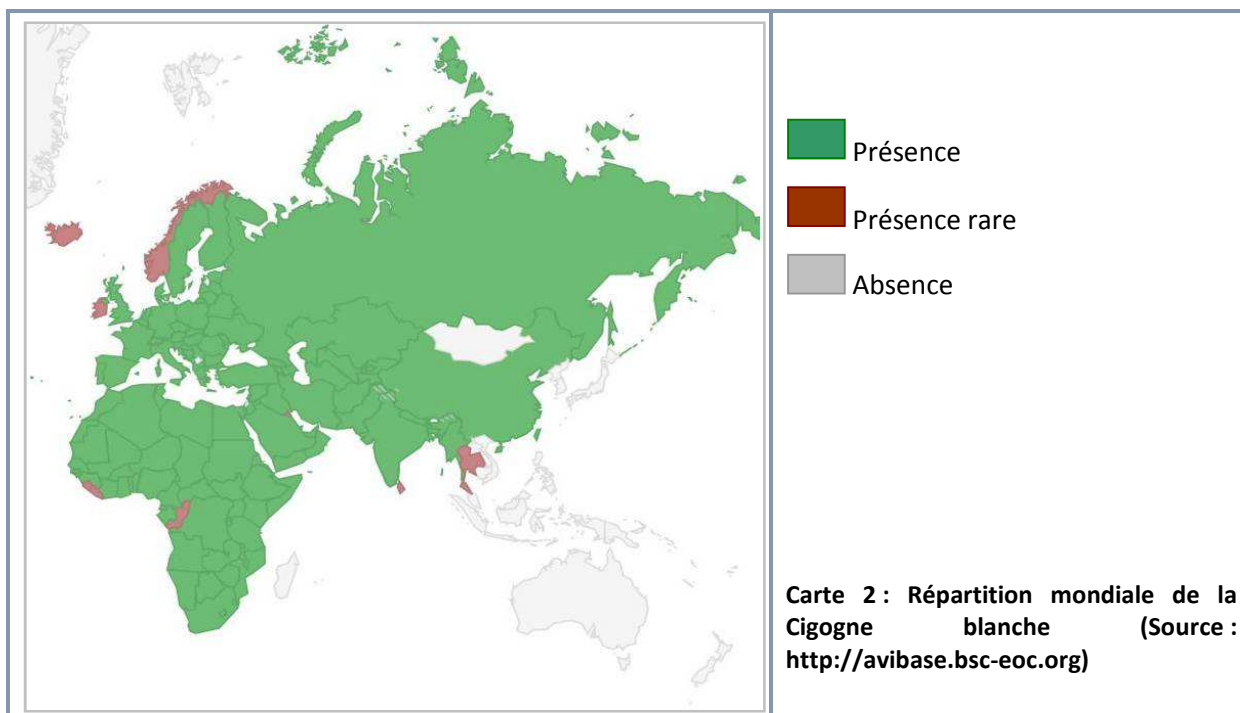 Présence
Présence rare
Absence
Carte 2 : Répartition mondiale de la
Cigogne blanche (Source :
http://avibase.bsc-eoc.org)